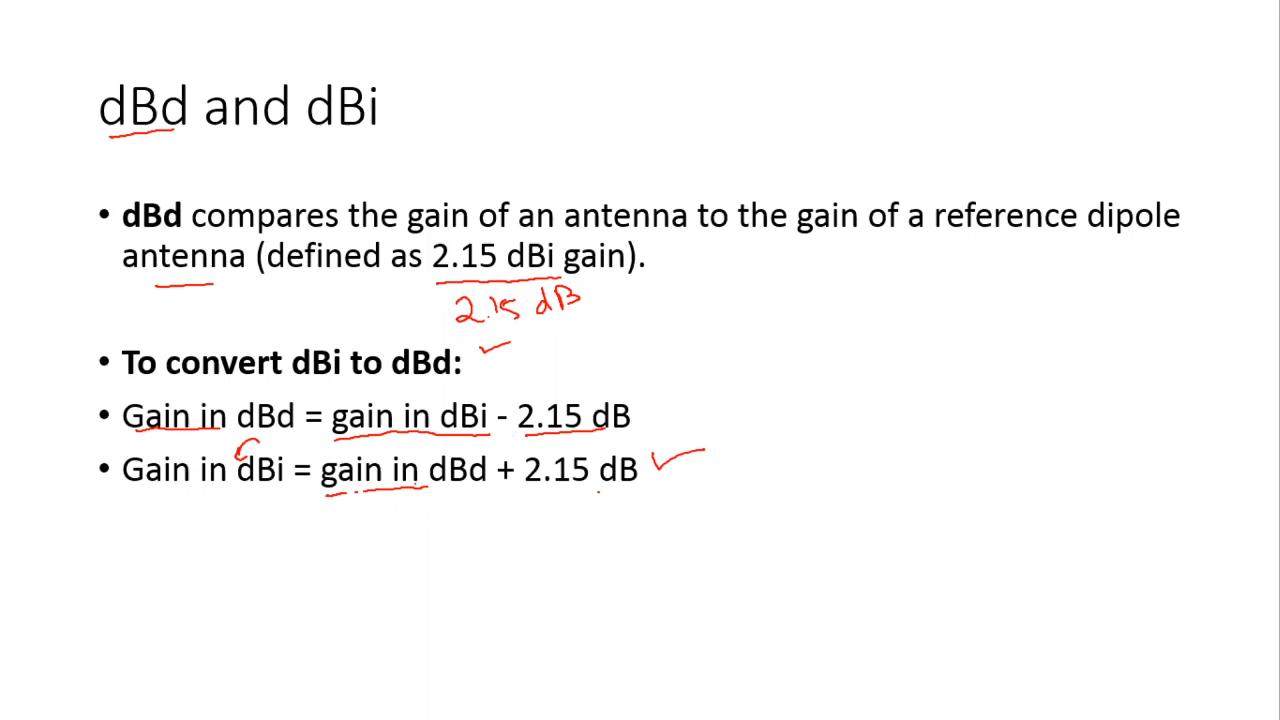 dBd and dBi
• dBd compares the gain of an antenna to the gain of a reference dipole
antenna (defined as 2.15 dBi gain).
2.15 dB
• To convert dBi to dBd:
• Gain in dBd = gain in dBi - 2.15 dB
• Gain in dBi = gain in dBd + 2.15 dB